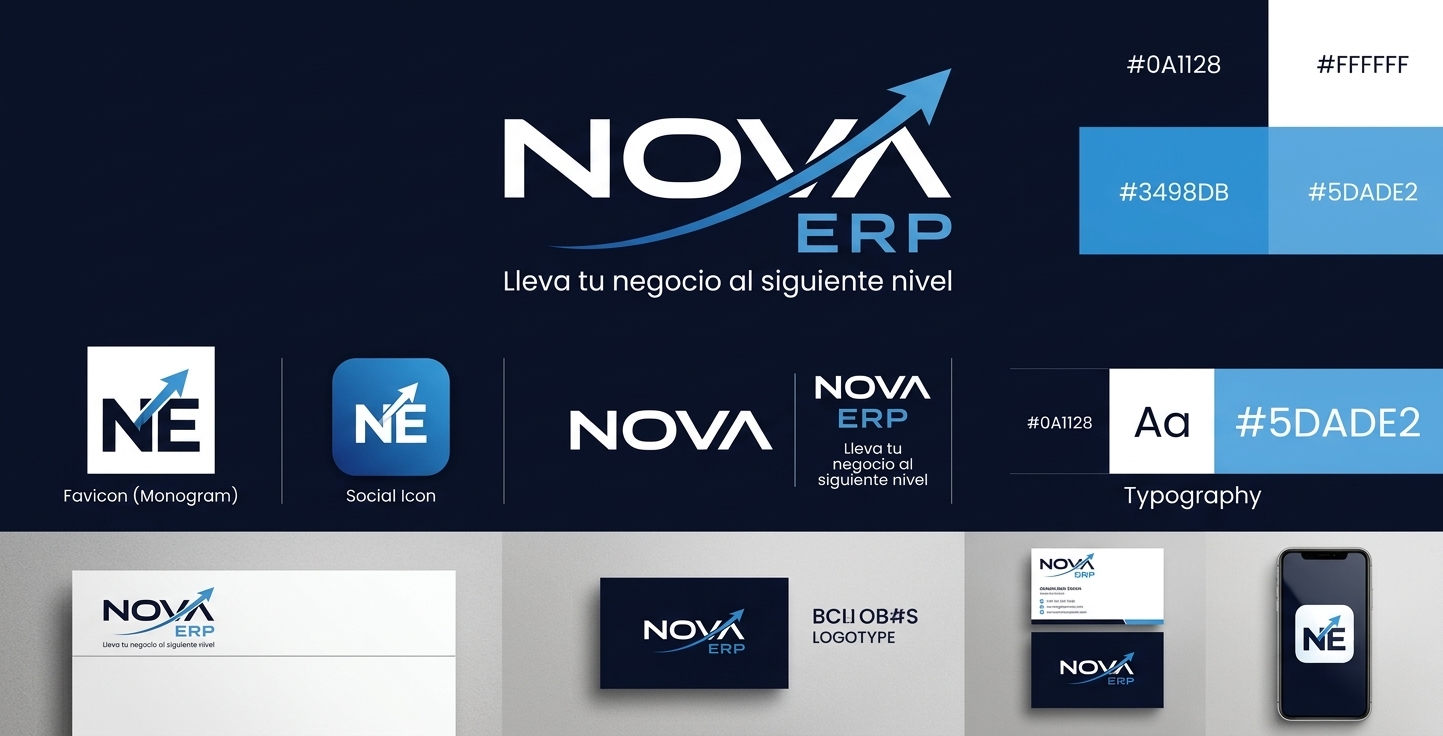 #0A1128
#FFFFFF
#3498DB
#5DADE2
NOVA
ERP
Lleva tu negocio al siguiente nivel
NE
Favicon (Monogram)
NE
Social Icon
NOVA
NOVA
ERP
Lleva tu
negocio al
siguiente nivel
#0A1128
Aa
#5DADE2
Typography
NOVA
ERP
Lleva tu negocio al siguiente nivel
NOVA
ERP
LOGOTYPE
NOVA
ERP
NOVA
ERP
NE